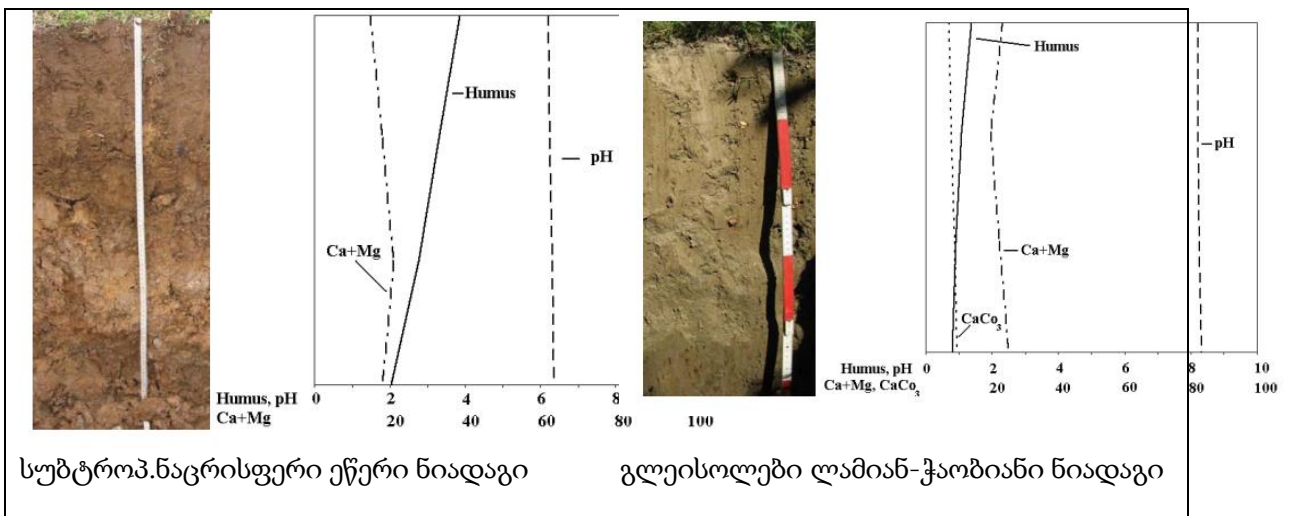 Humus
pH
Ca+Mg
Humus, pH 0 2 4 6 8
Ca+Mg 20 40 60 80 100
Humus
pH
Ca+Mg
CaCo3
Humus, pH 0 2 4 6 8 10
Ca+Mg, CaCo3 20 40 60 80 100
სუბტროპ.ნაცრისფერი ეწერი ნიადაგი
გლეისოლები ლამიან-ჭაობიანი ნიადაგი